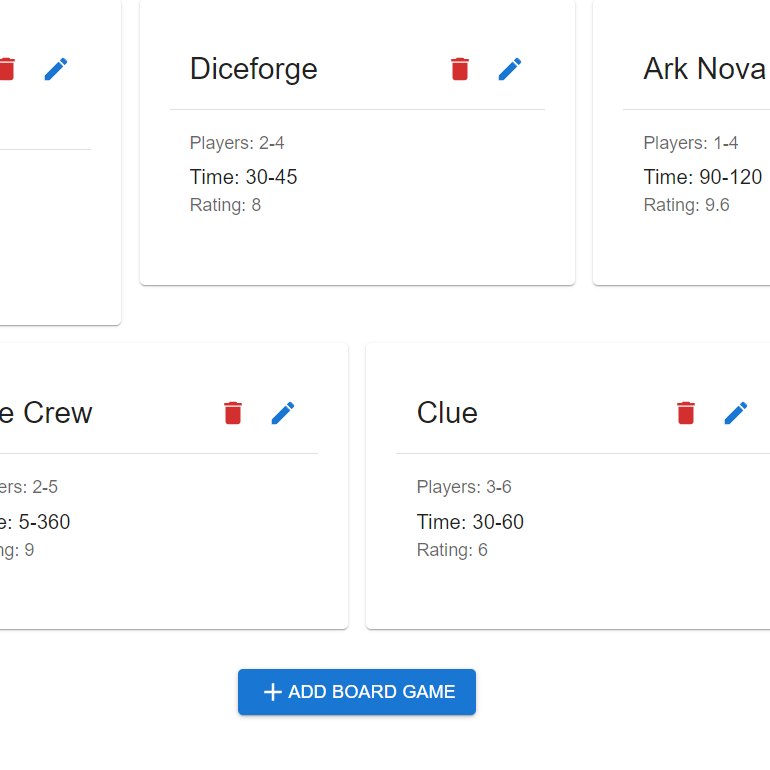 Diceforge
Players: 2-4
Time: 30-45
Rating: 8
Ark Nova
Players: 1-4
Time: 90-120
Rating: 9.6
e Crew
ers: 2-5
e: 5-360
ng: 9
Clue
Players: 3-6
Time: 30-60
Rating: 6
ADD BOARD GAME